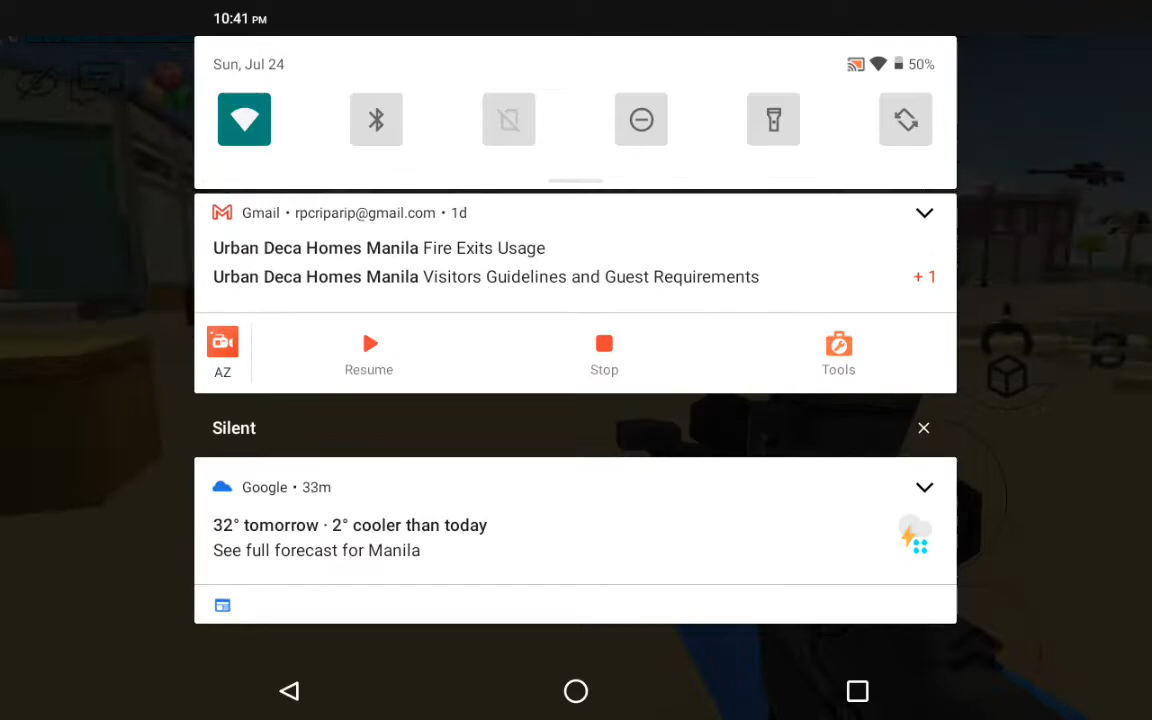 10:41 PM
Sun, Jul 24
50%
Gmail • rpcriparip@gmail.com • 1d
Urban Deca Homes Manila Fire Exits Usage
Urban Deca Homes Manila Visitors Guidelines and Guest Requirements
+ 1
AZ
Resume
Stop
Tools
Silent
Google • 33m
32° tomorrow · 2° cooler than today
See full forecast for Manila